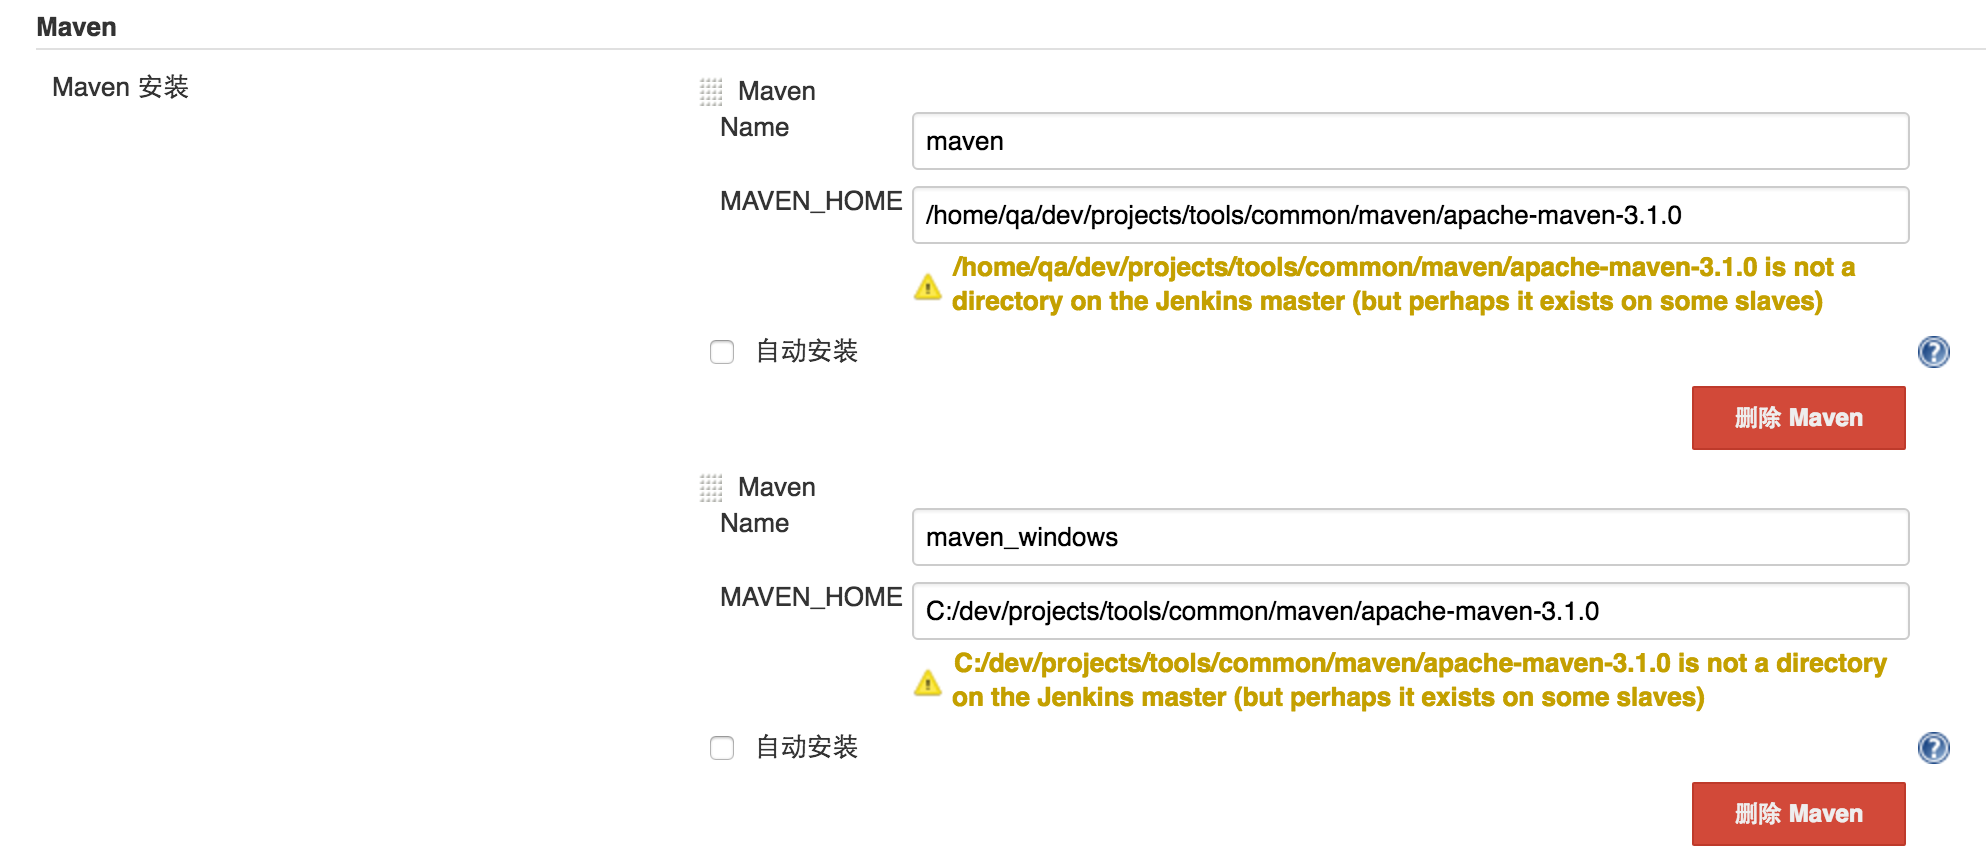 Maven
Maven 安装
Maven
Name
maven
MAVEN_HOME
/home/qa/dev/projects/tools/common/maven/apache-maven-3.1.0
/home/qa/dev/projects/tools/common/maven/apache-maven-3.1.0 is not a
directory on the Jenkins master (but perhaps it exists on some slaves)
自动安装
删除 Maven
Maven
Name
maven_windows
MAVEN_HOME
C:/dev/projects/tools/common/maven/apache-maven-3.1.0
C:/dev/projects/tools/common/maven/apache-maven-3.1.0 is not a directory
on the Jenkins master (but perhaps it exists on some slaves)
自动安装
删除 Maven